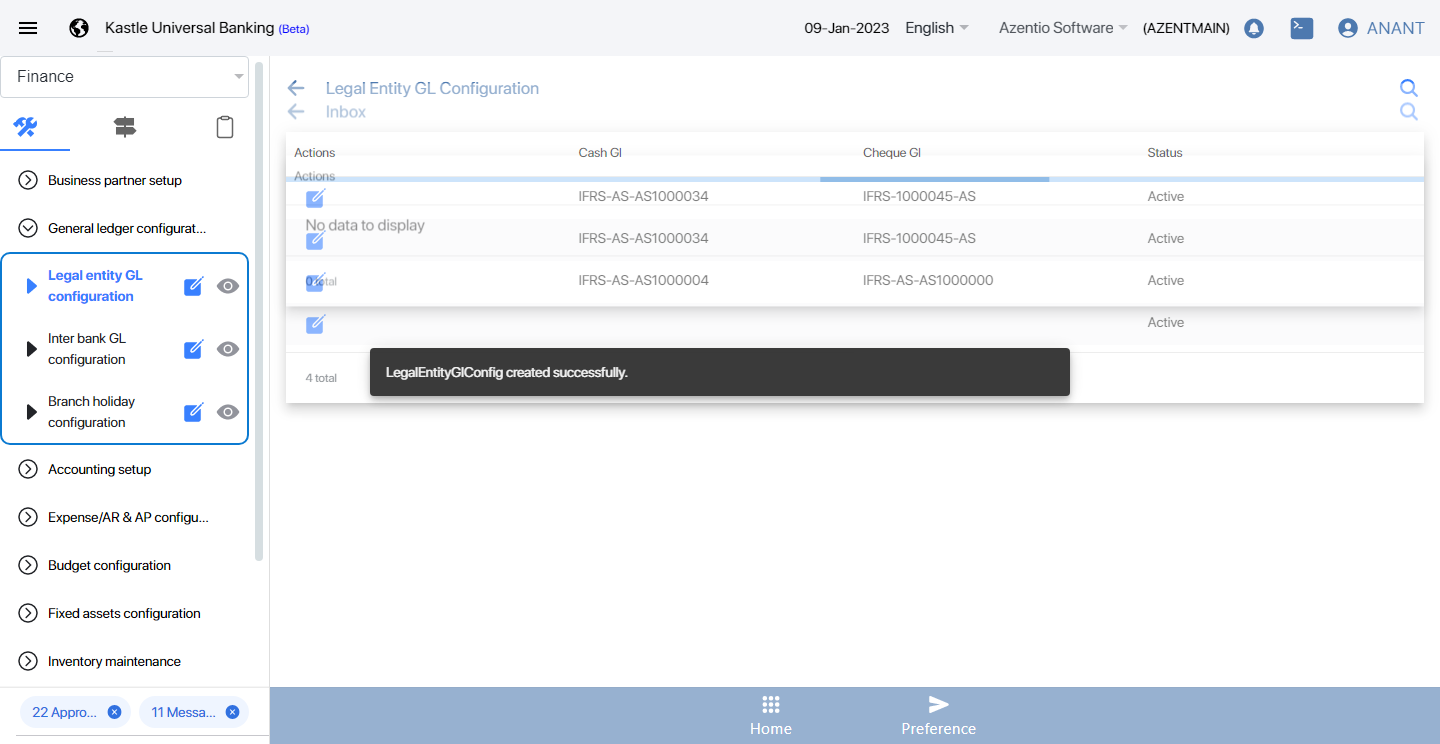 Kastle Universal Banking (Beta)
09-Jan-2023 English Azentio Software (AZENTMAIN) ANANT
Finance
Business partner setup
General ledger configurat...
Legal entity GL
configuration
Inter bank GL
configuration
Branch holiday
configuration
Accounting setup
Expense/AR & AP configu...
Budget configuration
Fixed assets configuration
Inventory maintenance
22 Appro...
11 Messa...
Legal Entity GL Configuration
Inbox
Actions Cash Gl Cheque Gl Status
Actions
IFRS-AS-AS1000034 IFRS-1000045-AS Active
No data to display
IFRS-AS-AS1000034 IFRS-1000045-AS Active
0 total
IFRS-AS-AS1000004 IFRS-AS-AS1000000 Active
Active
4 total
LegalEntityGlConfig created successfully.
Home
Preference